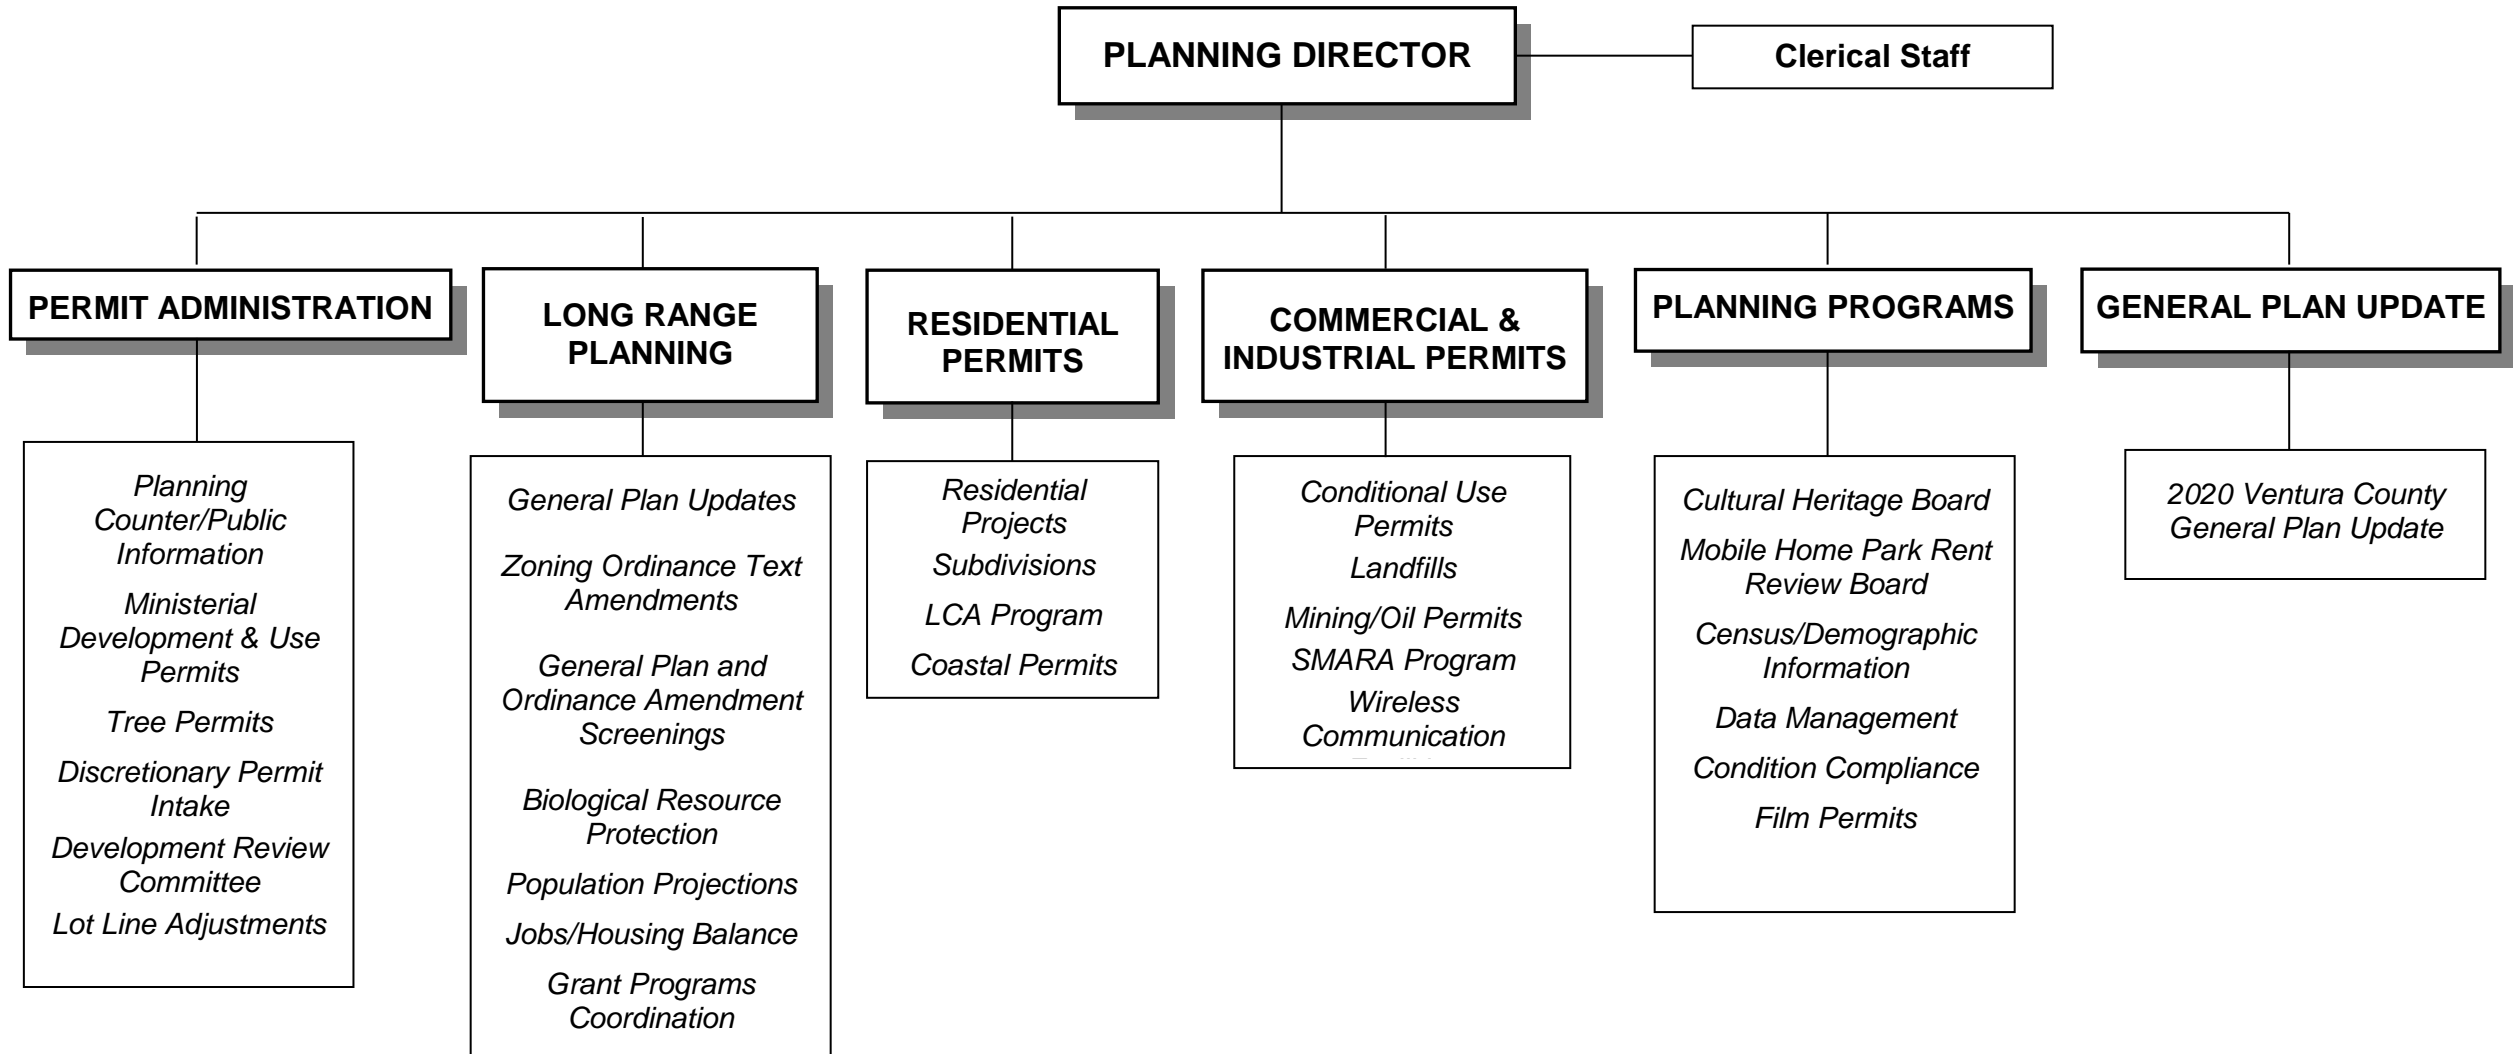 PLANNING DIRECTOR
Clerical Staff
PERMIT ADMINISTRATION
Planning
Counter/Public
Information
Ministerial
Development & Use
Permits
Tree Permits
Discretionary Permit
Intake
Development Review
Committee
Lot Line Adjustments
LONG RANGE
PLANNING
General Plan Updates
Zoning Ordinance Text
Amendments
General Plan and
Ordinance Amendment
Screenings
Biological Resource
Protection
Population Projections
Jobs/Housing Balance
Grant Programs
Coordination
RESIDENTIAL
PERMITS
Residential
Projects
Subdivisions
LCA Program
Coastal Permits
COMMERCIAL &
INDUSTRIAL PERMITS
Conditional Use
Permits
Landfills
Mining/Oil Permits
SMARA Program
Wireless
Communication
PLANNING PROGRAMS
Cultural Heritage Board
Mobile Home Park Rent
Review Board
Census/Demographic
Information
Data Management
Condition Compliance
Film Permits
GENERAL PLAN UPDATE
2020 Ventura County
General Plan Update